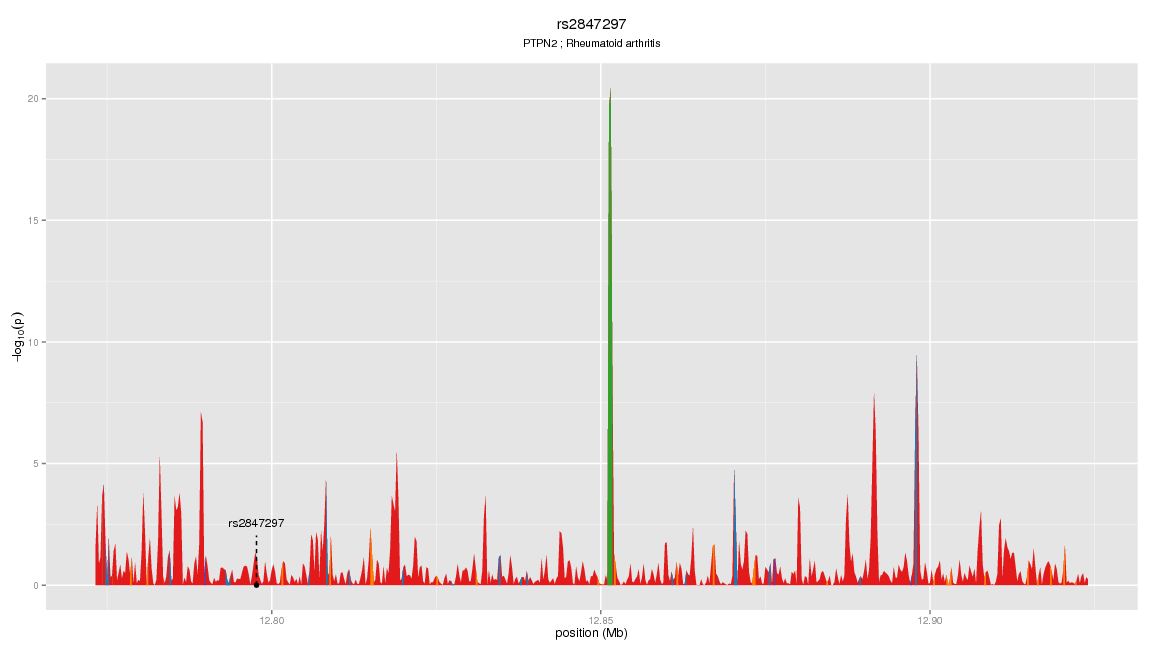 rs2847297
PTPN2 ; Rheumatoid arthritis
20
15
10
5
0
−log10(p)
rs2847297
12.80
12.85
12.90
position (Mb)